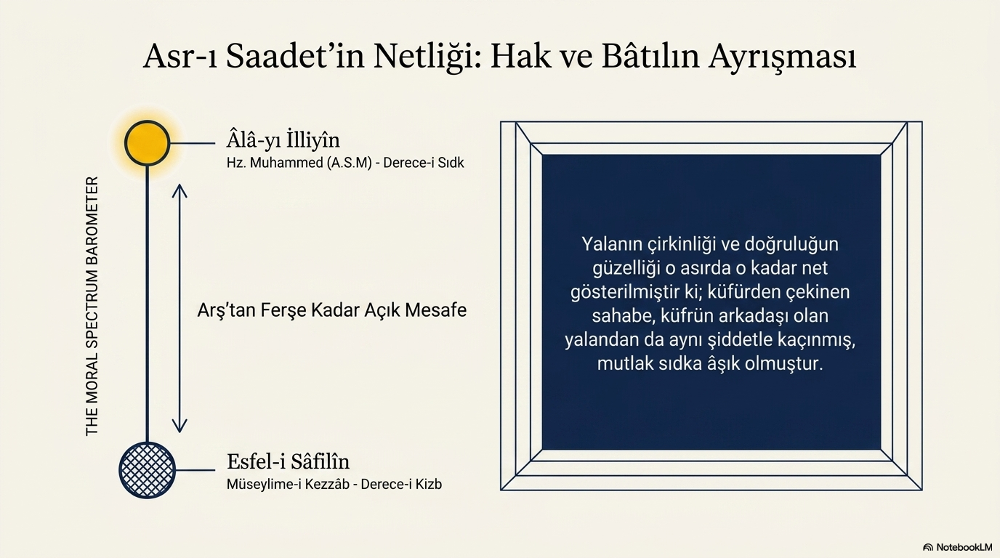 Asr-ı Saadet’in Netliği: Hak ve Bâtılın Ayrışması
THE MORAL SPECTRUM BAROMETER
Âlâ-yı İlliyîn
Hz. Muhammed (A.S.M) - Derece-i Sıdk
Arş’tan Ferşe Kadar Açık Mesafe
Esfel-i Sâfilîn
Müseylime-i Kezzâb - Derece-i Kizb
Yalanın çirkinliği ve doğruluğun
güzelliği o asırda o kadar net
gösterilmiştir ki; küfürden çekinen
sahabe, küfrün arkadaşı olan
yalandan da aynı şiddetle kaçınmış,
mutlak sıdka âşık olmuştur.
NotebookLM